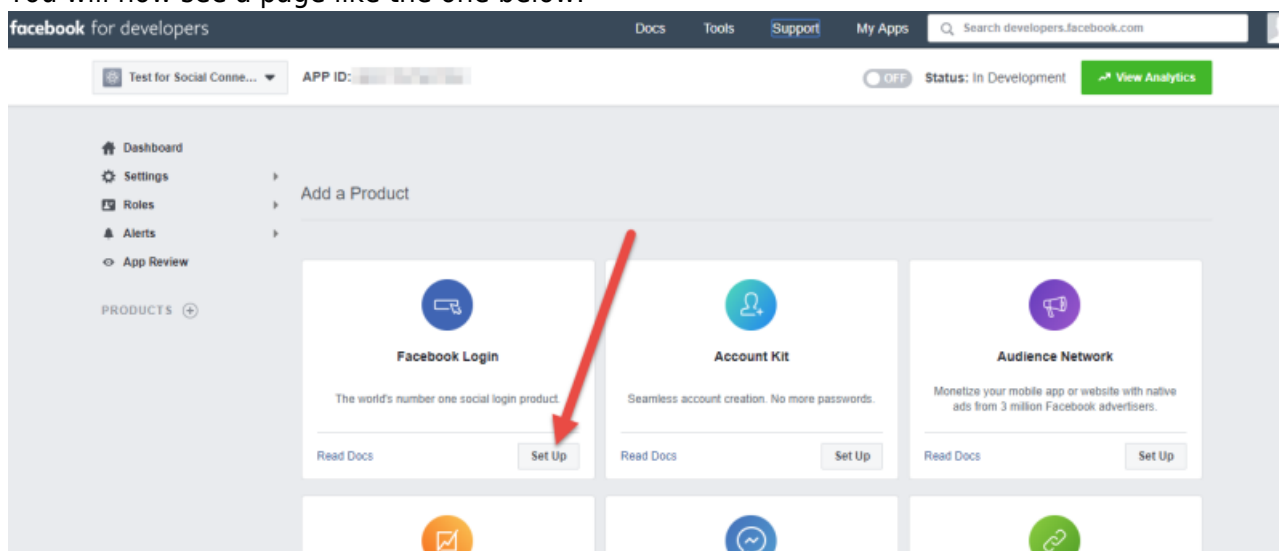 You will now see a page like the one below.
facebook for developers Docs Tools Support My Apps Search developers.facebook.com
Test for Social Conne... APP ID: OFF Status: In Development View Analytics
Dashboard
Settings
Roles
Alerts
App Review
PRODUCTS
Add a Product
Facebook Login
The world's number one social login product.
Read Docs Set Up
Account Kit
Seamless account creation. No more passwords.
Read Docs Set Up
Audience Network
Monetize your mobile app or website with native
ads from 3 million Facebook advertisers.
Read Docs Set Up